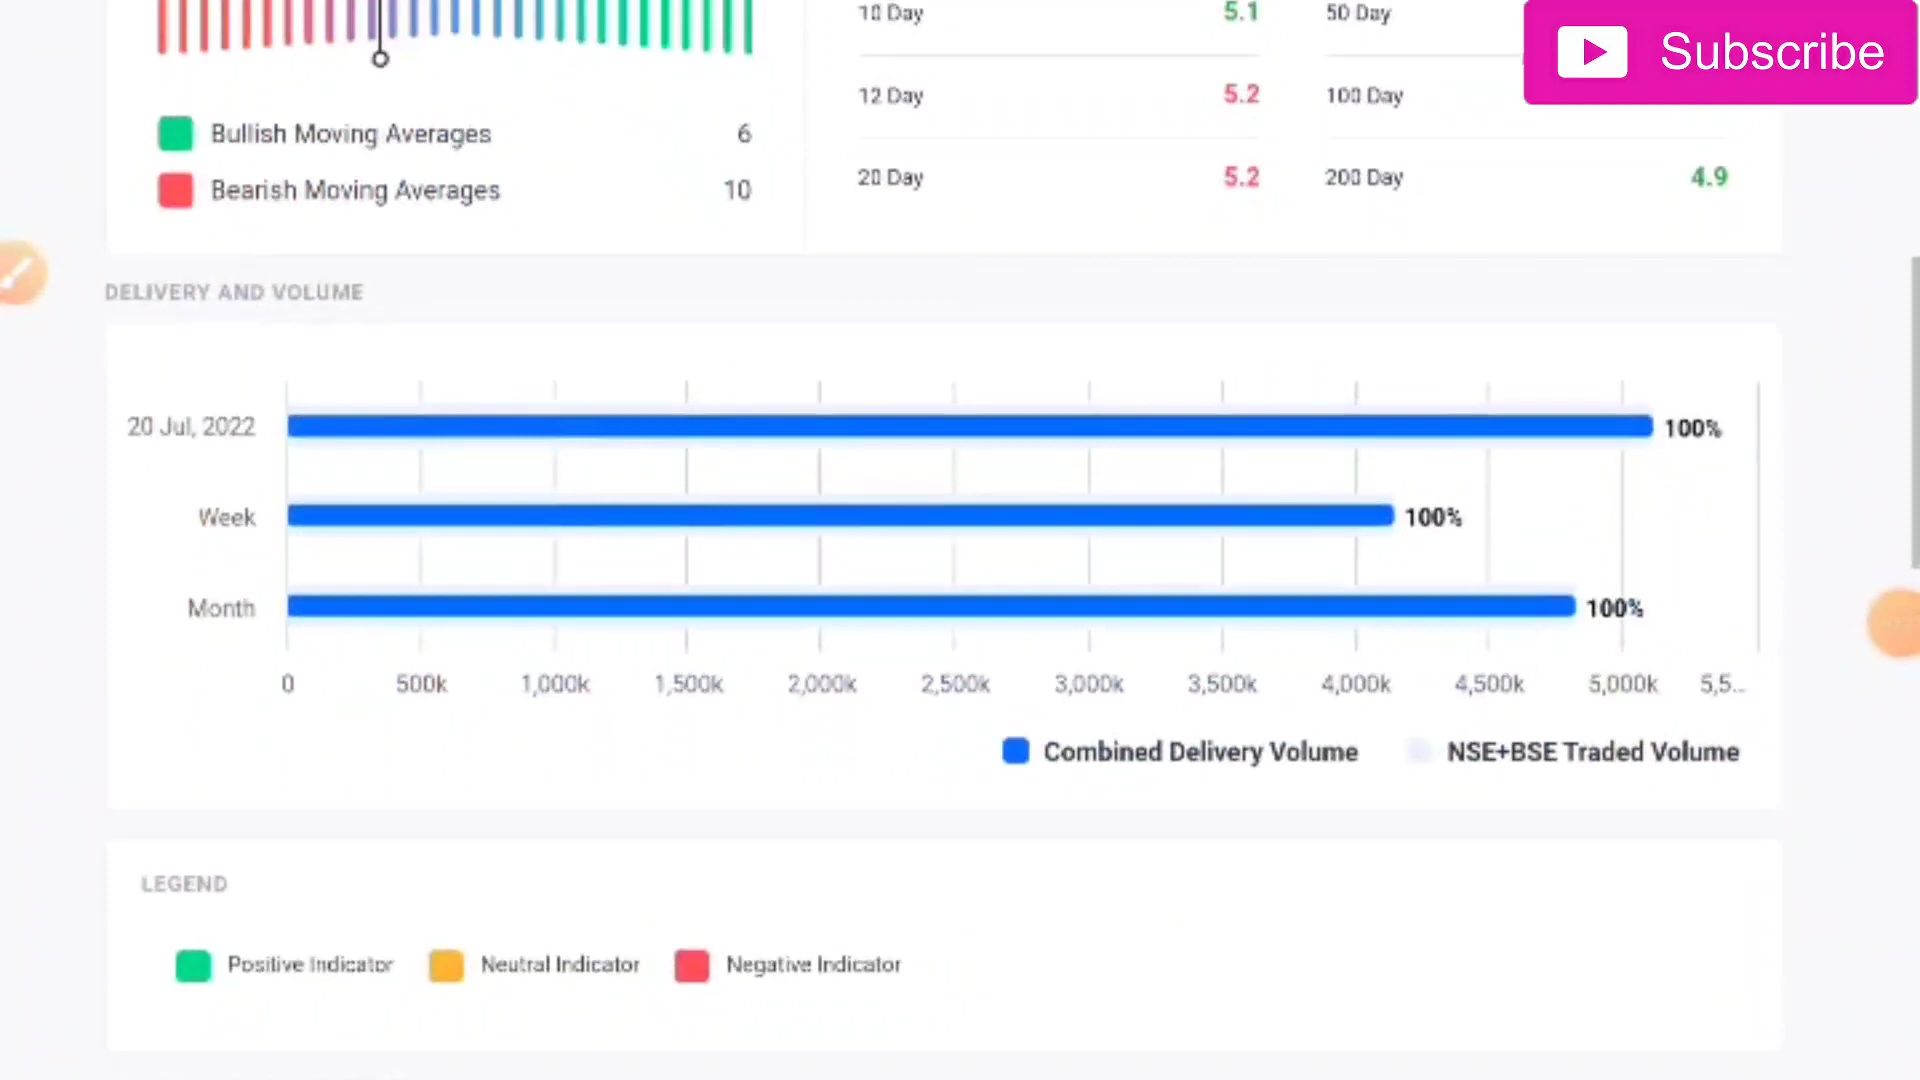 10 Day 5.1 50 Day
Subscribe
12 Day 5.2 100 Day
Bullish Moving Averages 6
20 Day 5.2 200 Day 4.9
Bearish Moving Averages 10
DELIVERY AND VOLUME
20 Jul, 2022 100%
Week 100%
Month 100%
0 500k 1,000k 1,500k 2,000k 2,500k 3,000k 3,500k 4,000k 4,500k 5,000k 5,5...
Combined Delivery Volume NSE+BSE Traded Volume
LEGEND
Positive Indicator Neutral Indicator Negative Indicator